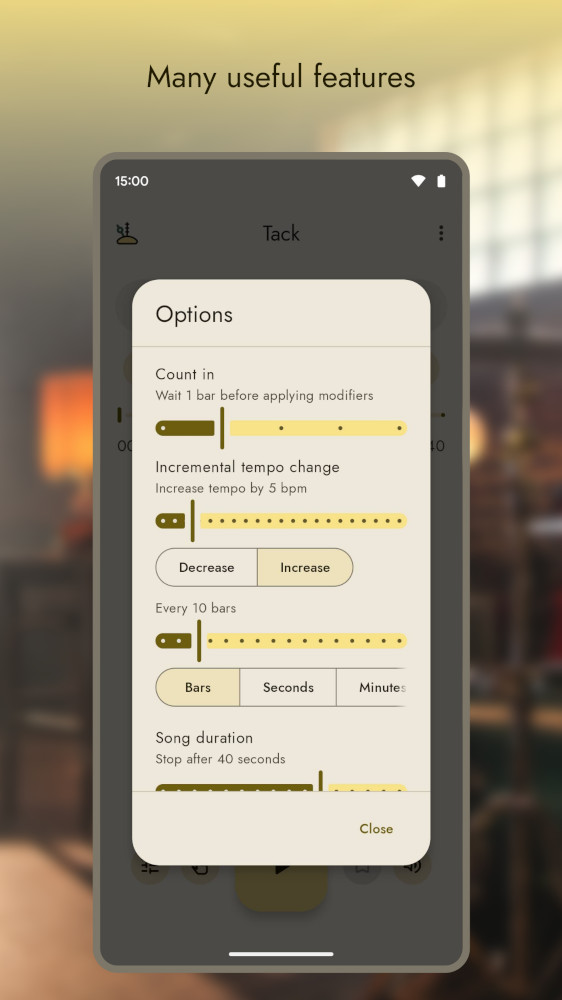 Many useful features
15:00
Tack
Options
Count in
Wait 1 bar before applying modifiers
00
40
Incremental tempo change
Increase tempo by 5 bpm
Decrease
Increase
Every 10 bars
Bars
Seconds
Minutes
Song duration
Stop after 40 seconds
Close